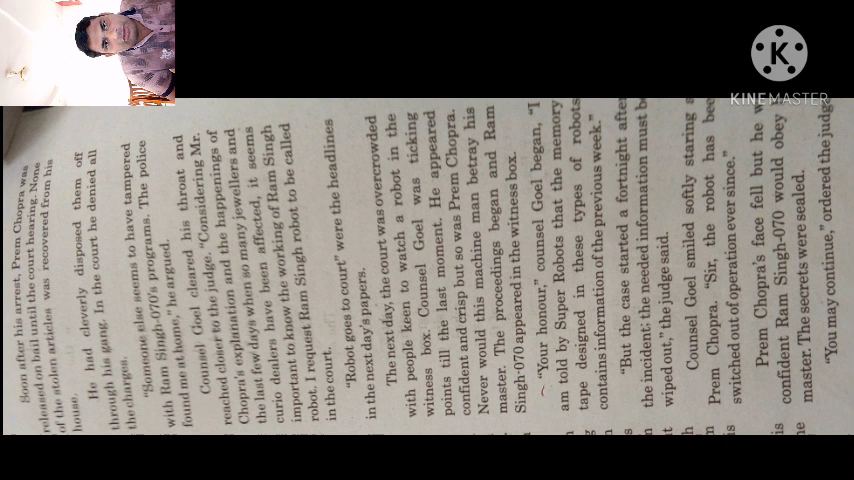 Soon after his arrest, Prem Chopra was
released on bail until the court hearing. None
of the stolen articles was recovered from his
house.
He had cleverly disposed them off
through his gang. In the court he denied all
the charges.
"Someone else seems to have tampered
with Ram Singh-070's programs. The police
found me at home," he argued.
Counsel Goel cleared his throat and
reached closer to the judge. "Considering Mr.
Chopra's explanation and the happenings of
the last few days when so many jewellers and
curio dealers have been affected, it seems
important to know the working of Ram Singh
robot. I request Ram Singh robot to be called
in the court.
"Robot goes to court" were the headlines
in the next day's papers.
The next day, the court was overcrowded
with people keen to watch a robot in the
witness box. Counsel Goel was ticking
points till the last moment. He appeared
confident and crisp but so was Prem Chopra.
Never would this machine man betray his
master. The proceedings began and Ram
Singh-070 appeared in the witness box.
"Your honour," counsel Goel began, "I
am told by Super Robots that the memory
tape designed in these types of robots
contains information of the previous week."
"But the case started a fortnight after
the incident; the needed information must be
wiped out," the judge said.
Counsel Goel smiled softly staring
Prem Chopra. "Sir, the robot has
switched out of operation ever since."
Prem Chopra's face fell but he
confident Ram Singh-070 would obey
master. The secrets were sealed.
"You may continue," ordered the judge
KINEMASTER